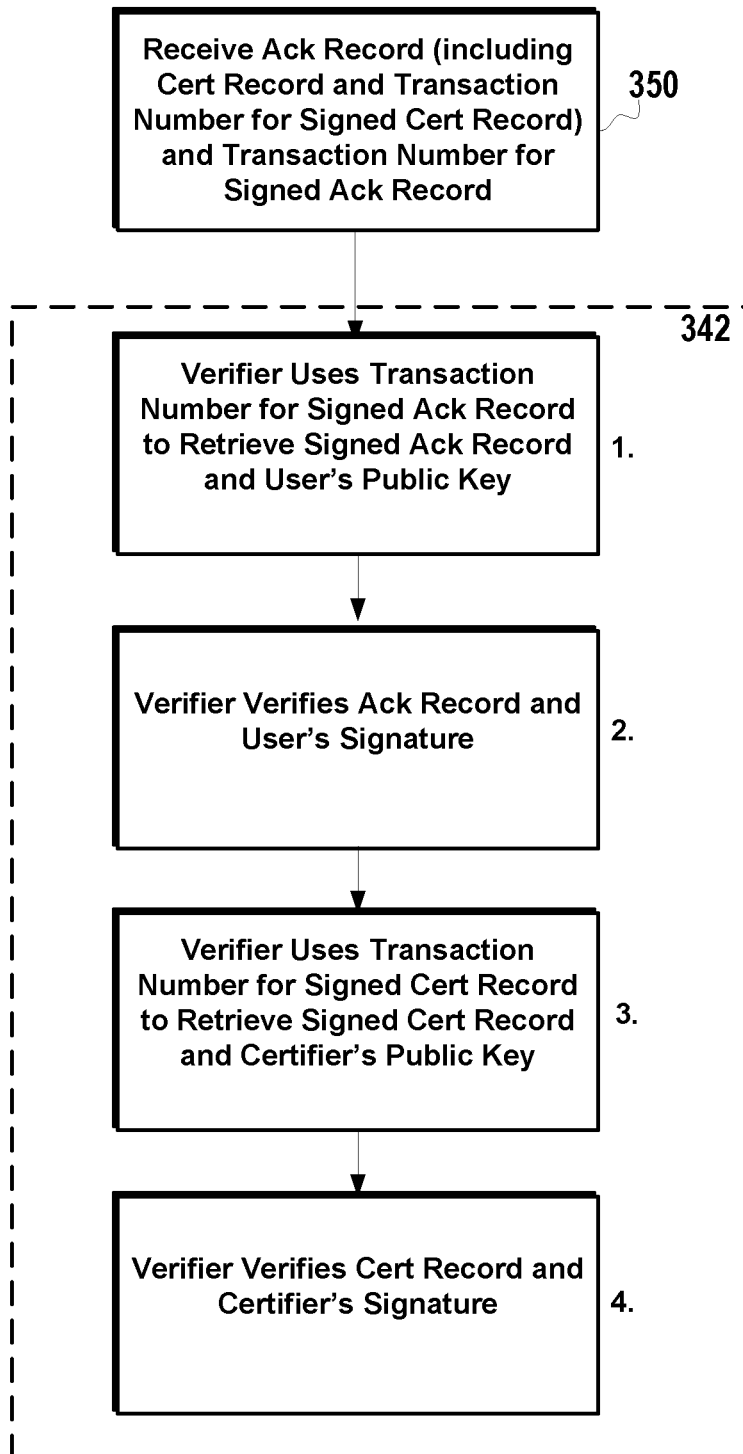 Receive Ack Record (including
Cert Record and Transaction
Number for Signed Cert Record)
and Transaction Number for
Signed Ack Record
350
342
Verifier Uses Transaction
Number for Signed Ack Record
to Retrieve Signed Ack Record
and User's Public Key
1.
Verifier Verifies Ack Record and
User's Signature
2.
Verifier Uses Transaction
Number for Signed Cert Record
to Retrieve Signed Cert Record
and Certifier's Public Key
3.
Verifier Verifies Cert Record and
Certifier's Signature
4.